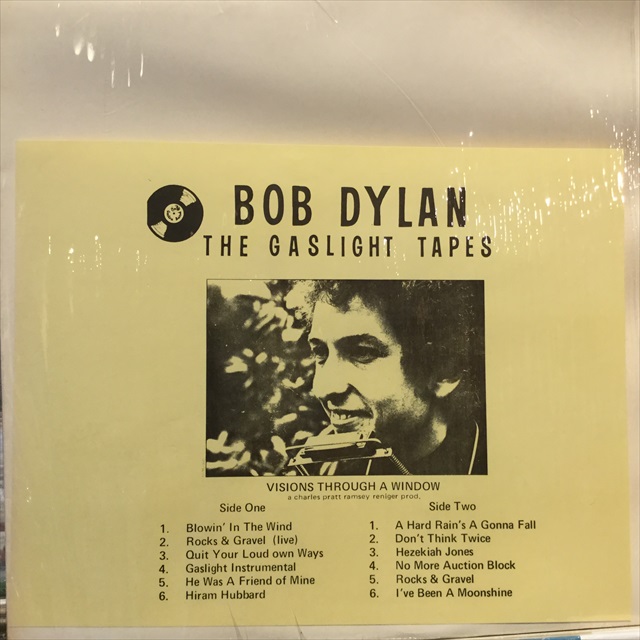 BOB DYLAN
THE GASLIGHT TAPES
VISIONS THROUGH A WINDOW
a charles pratt ramsey reniger prod.
Side One
1. Blowin' In The Wind
2. Rocks & Gravel (live)
3. Quit Your Loud own Ways
4. Gaslight Instrumental
5. He Was A Friend of Mine
6. Hiram Hubbard
Side Two
1. A Hard Rain's A Gonna Fall
2. Don't Think Twice
3. Hezekiah Jones
4. No More Auction Block
5. Rocks & Gravel
6. I've Been A Moonshine